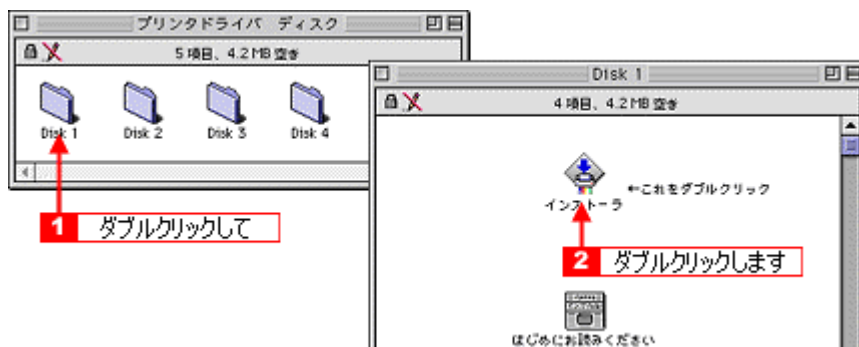 プリンタドライバ ディスク
5 項目、4.2 MB 空き
Disk 1
Disk 2
Disk 3
Disk 4
1 ダブルクリックして
Disk 1
4 項目、4.2 MB 空き
←これをダブルクリック
インストーラ
2 ダブルクリックします
はじめにお読みください